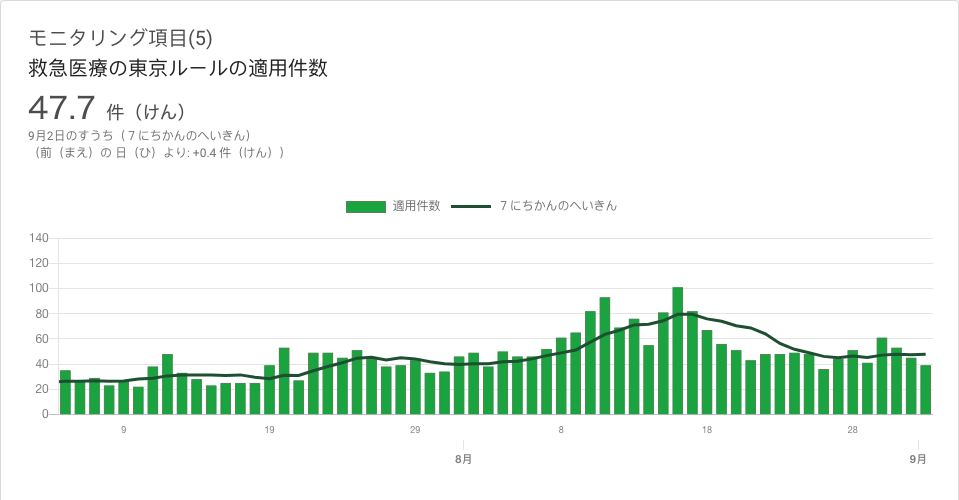 モニタリング項目(5)
救急医療の東京ルールの適用件数
47.7 件（けん）
9月2日のすうち（７にちかんのへいきん）
（前（まえ）の 日（ひ）より: +0.4 件（けん））
適用件数 ７にちかんのへいきん
140
120
100
80
60
40
20
0
9 19 29 8 18 28
8月 9月